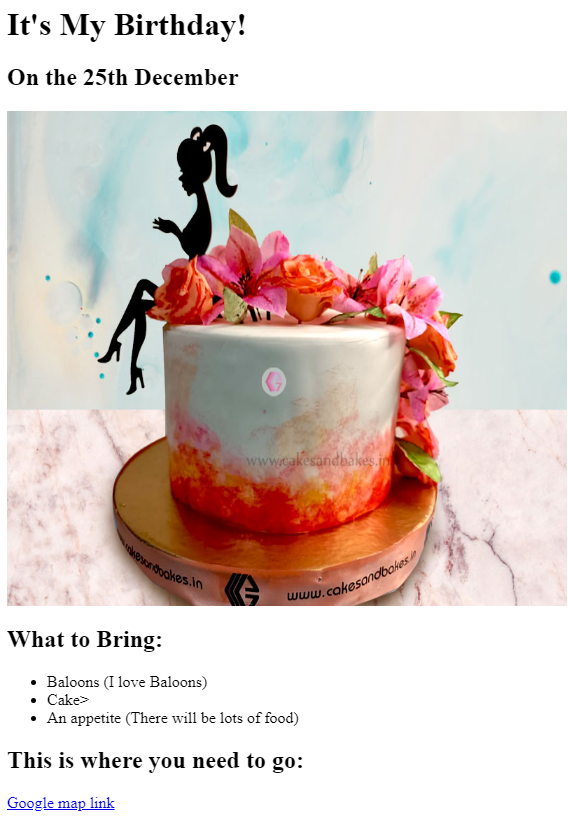 It's My Birthday!
On the 25th December
www.cakesandbakes.in
www.cakesandbakes.in
www.cakesandbakes.in
What to Bring:
Baloons (I love Baloons)
Cake>
An appetite (There will be lots of food)
This is where you need to go:
Google map link